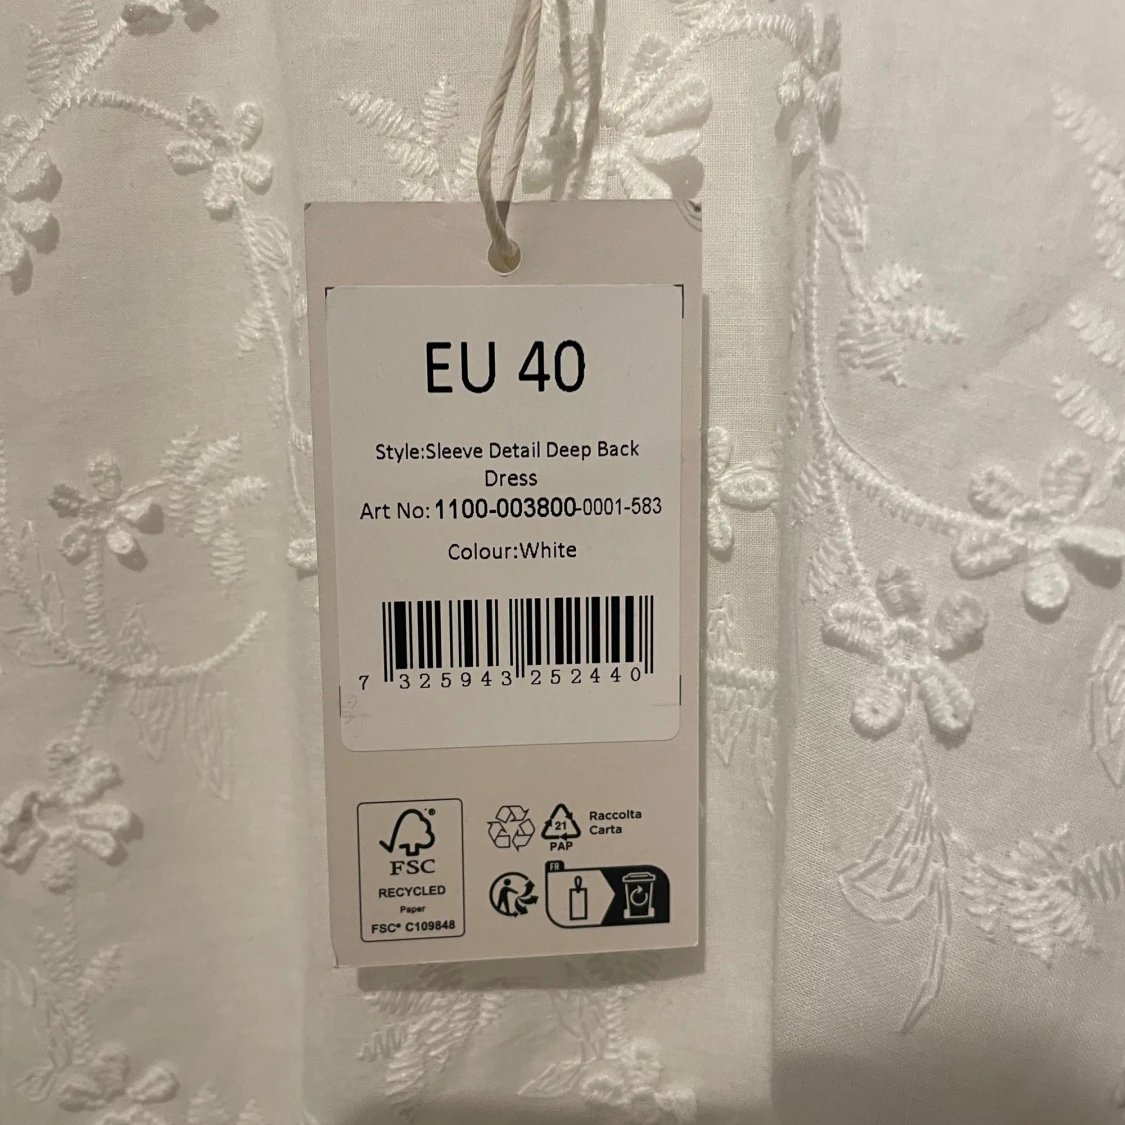 EU 40
Style:Sleeve Detail Deep Back
Dress
Art No: 1100-003800-0001-583
Colour:White
7 325943 252440
FSC
RECYCLED
Paper
FSC® C109848
21
PAP
Raccolta
Carta
FR